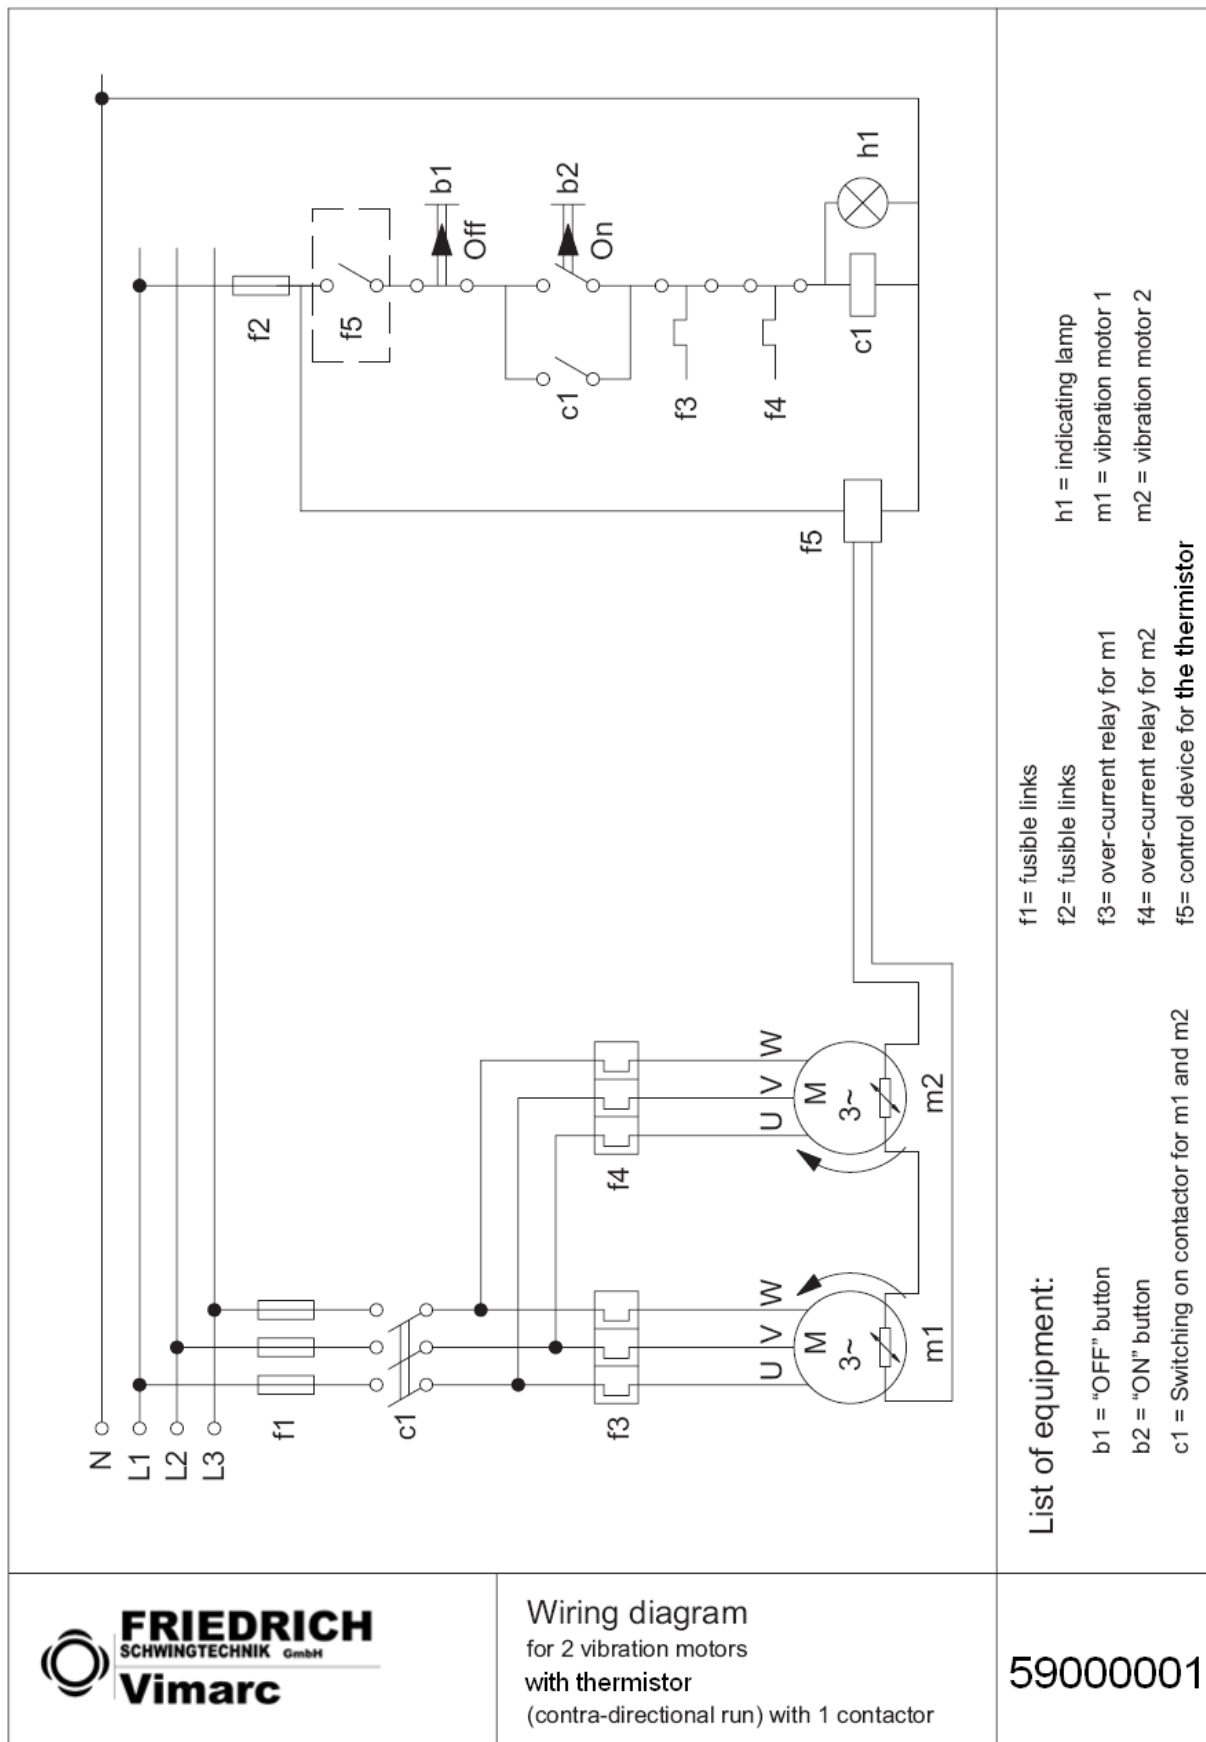 N
L1
L2
L3
f1
c1
f3
U V W
M
3~
m1
f4
U V W
M
3~
m2
f5
f2
f5
b1
Off
c1
b2
On
f3
f4
c1
h1
List of equipment:
b1 = "OFF" button
b2 = "ON" button
c1 = Switching on contactor for m1 and m2
f1= fusible links
f2= fusible links
f3= over-current relay for m1
f4= over-current relay for m2
f5= control device for the thermistor
h1 = indicating lamp
m1 = vibration motor 1
m2 = vibration motor 2
FRIEDRICH
SCHWINGTECHNIK GmbH
Vimarc
Wiring diagram
for 2 vibration motors
with thermistor
(contra-directional run) with 1 contactor
59000001